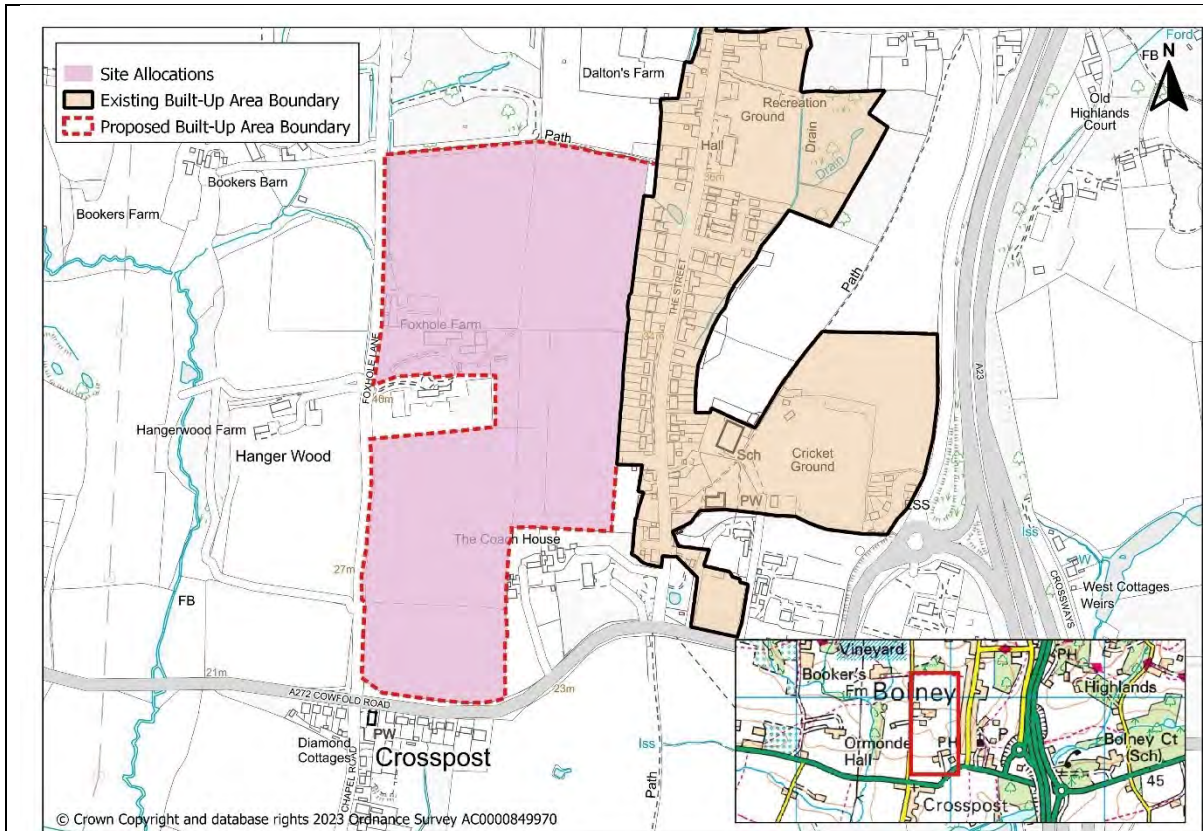 Site Allocations
Existing Built-Up Area Boundary
Proposed Built-Up Area Boundary
Dalton's Farm
Ford
FB
N
Old
Highlands
Court
Recreation
Ground
Drain
Hall
36m
Drain
Path
Bookers Barn
Bookers Farm
THE STREET
Path
Foxhole Farm
FOXHOLE LANE
A23
40m
Hangerwood Farm
Hanger Wood
Sch
Cricket
Ground
PW
ESS
The Coach House
Iss
W
West Cottages
Weirs
CROSSWAYS
27m
FB
21m
A272 COWFOLD ROAD
23m
PW
Diamond
Cottages
CHAPEL ROAD
Crosspost
Iss
Path
Vineyard
Booker's
Fm
Bolney
PH
Highlands
Ormonde
Hall
PH
P
Bolney Ct
(Sch)
45
Crosspost
© Crown Copyright and database rights 2023 Ordnance Survey AC0000849970